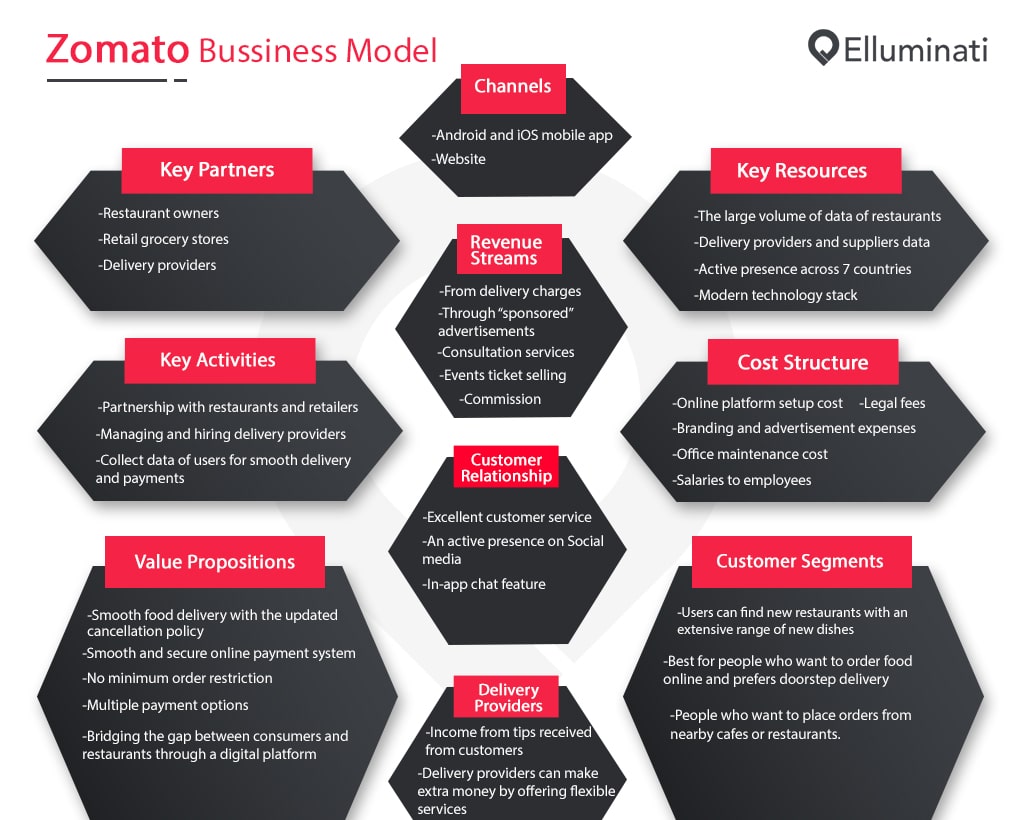 Zomato Bussiness Model
Elluminati
Channels
-Android and iOS mobile app
-Website
Key Partners
-Restaurant owners
-Retail grocery stores
-Delivery providers
Revenue
Streams
-From delivery charges
-Through “sponsored”
advertisements
-Consultation services
-Events ticket selling
-Commission
Key Resources
-The large volume of data of restaurants
-Delivery providers and suppliers data
-Active presence across 7 countries
-Modern technology stack
Key Activities
-Partnership with restaurants and retailers
-Managing and hiring delivery providers
-Collect data of users for smooth delivery
and payments
Customer
Relationship
-Excellent customer service
-An active presence on Social
media
-In-app chat feature
Cost Structure
-Online platform setup cost -Legal fees
-Branding and advertisement expenses
-Office maintenance cost
-Salaries to employees
Value Propositions
-Smooth food delivery with the updated
cancellation policy
-Smooth and secure online payment system
-No minimum order restriction
-Multiple payment options
-Bridging the gap between consumers and
restaurants through a digital platform
Delivery
Providers
-Income from tips received
from customers
-Delivery providers can make
extra money by offering flexible
services
Customer Segments
-Users can find new restaurants with an
extensive range of new dishes
-Best for people who want to order food
online and prefers doorstep delivery
-People who want to place orders from
nearby cafes or restaurants.